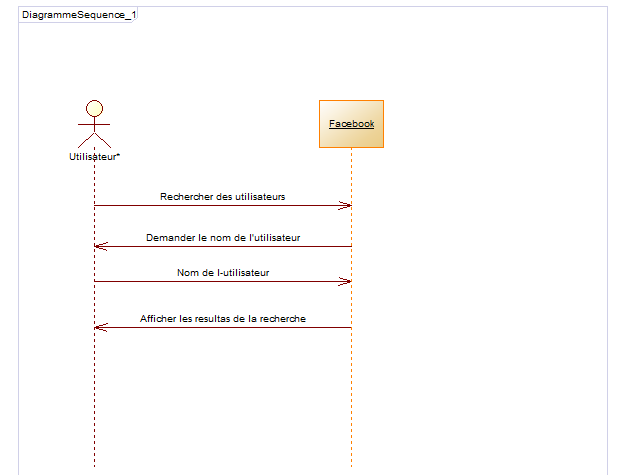 DiagrammeSequence_1
Facebook
Utilisateur*
Rechercher des utilisateurs
Demander le nom de l'utilisateur
Nom de l-utilisateur
Afficher les resultas de la recherche